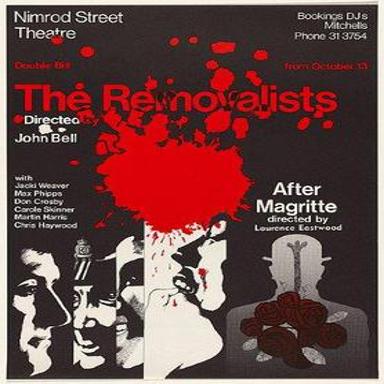 Nimrod Street
Theatre
Bookings DJs
Mitchells
Phone 31 3754
Double Bill
from October 13
The Removalists
Directed by
John Bell
with
Jacki Weaver
Max Phipps
Don Crosby
Carole Skinner
Martin Harris
Chris Haywood
After
Magritte
directed by
Laurence Eastwood